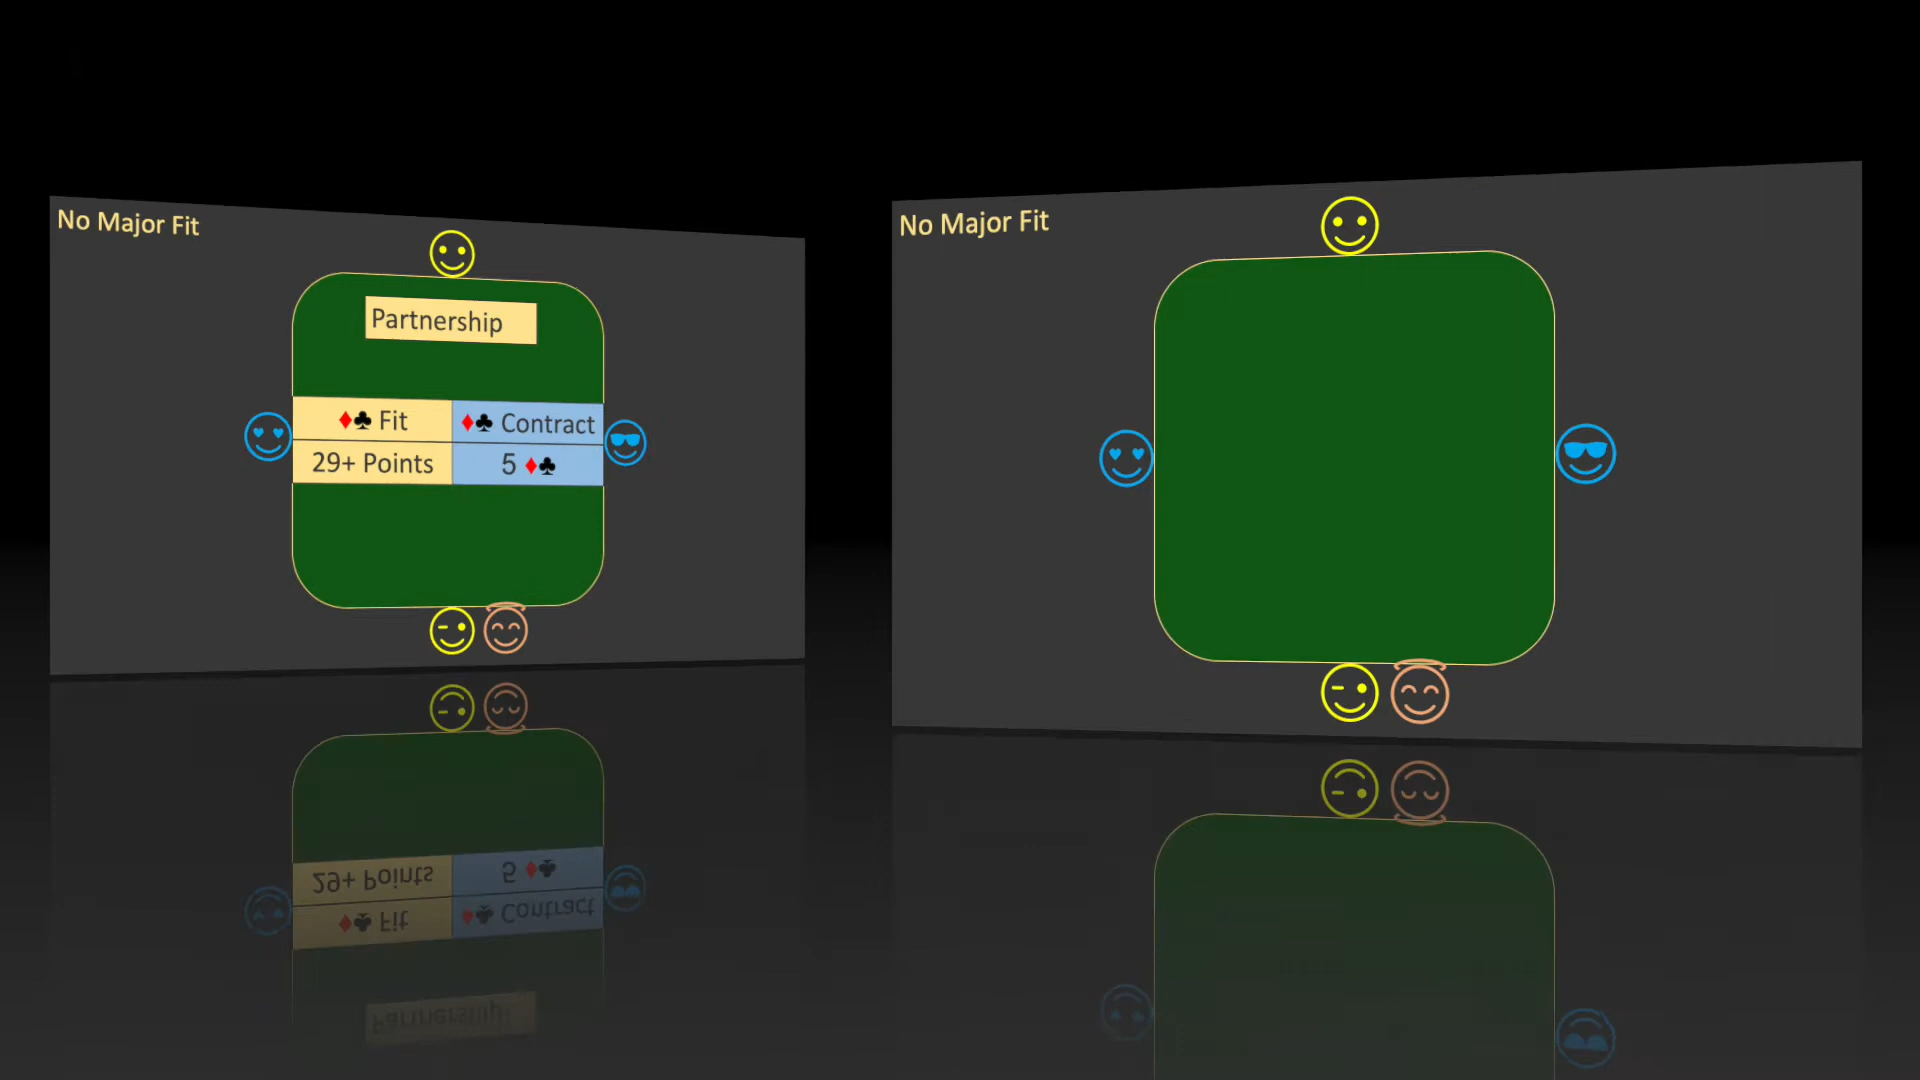 No Major Fit
Partnership
♦♣ Fit
♦♣ Contract
29+ Points
5 ♦♣
No Major Fit